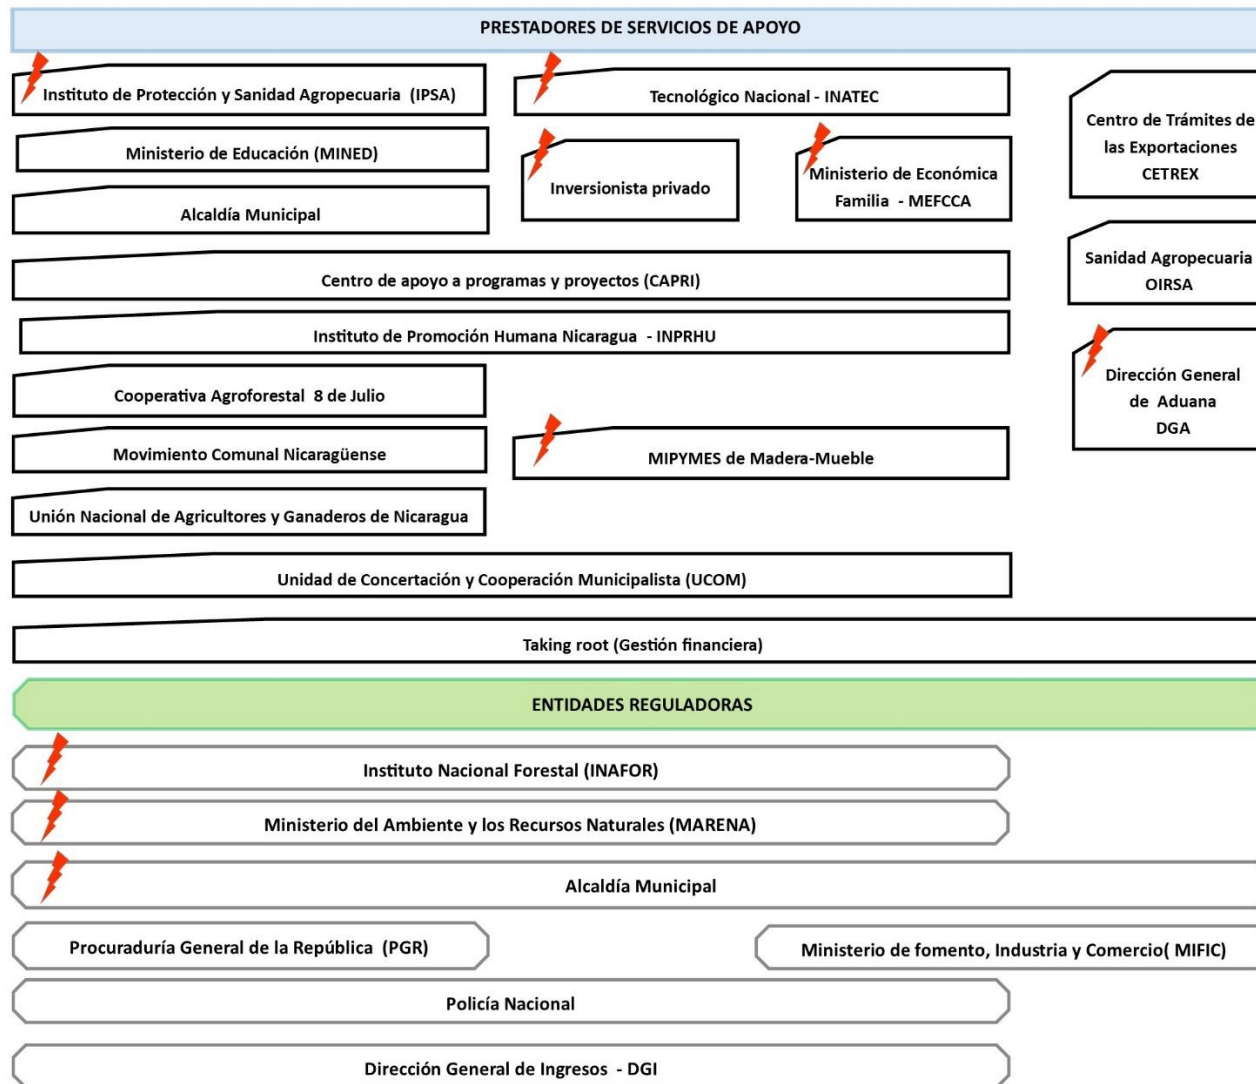 PRESTADORES DE SERVICIOS DE APOYO
Instituto de Protección y Sanidad Agropecuaria (IPSA)
Tecnológico Nacional - INATEC
Centro de Trámites de
las Exportaciones
CETREX
Ministerio de Educación (MINED)
Inversionista privado
Ministerio de Económica
Familia - MEFCCA
Alcaldía Municipal
Sanidad Agropecuaria
OIRSA
Centro de apoyo a programas y proyectos (CAPRI)
Instituto de Promoción Humana Nicaragua - INPRHU
Dirección General
de Aduana
DGA
Cooperativa Agroforestal 8 de Julio
Movimiento Comunal Nicaragüense
MIPYMES de Madera-Mueble
Unión Nacional de Agricultores y Ganaderos de Nicaragua
Unidad de Concertación y Cooperación Municipalista (UCOM)
Taking root (Gestión financiera)
ENTIDADES REGULADORAS
Instituto Nacional Forestal (INAFOR)
Ministerio del Ambiente y los Recursos Naturales (MARENA)
Alcaldía Municipal
Procuraduría General de la República (PGR)
Ministerio de fomento, Industria y Comercio( MIFIC)
Policía Nacional
Dirección General de Ingresos - DGI